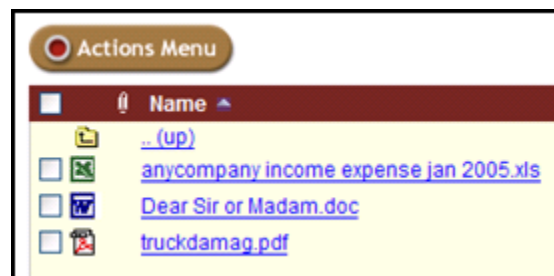 Actions Menu
Name
.. (up)
anycompany income expense jan 2005.xls
Dear Sir or Madam.doc
truckdamag.pdf